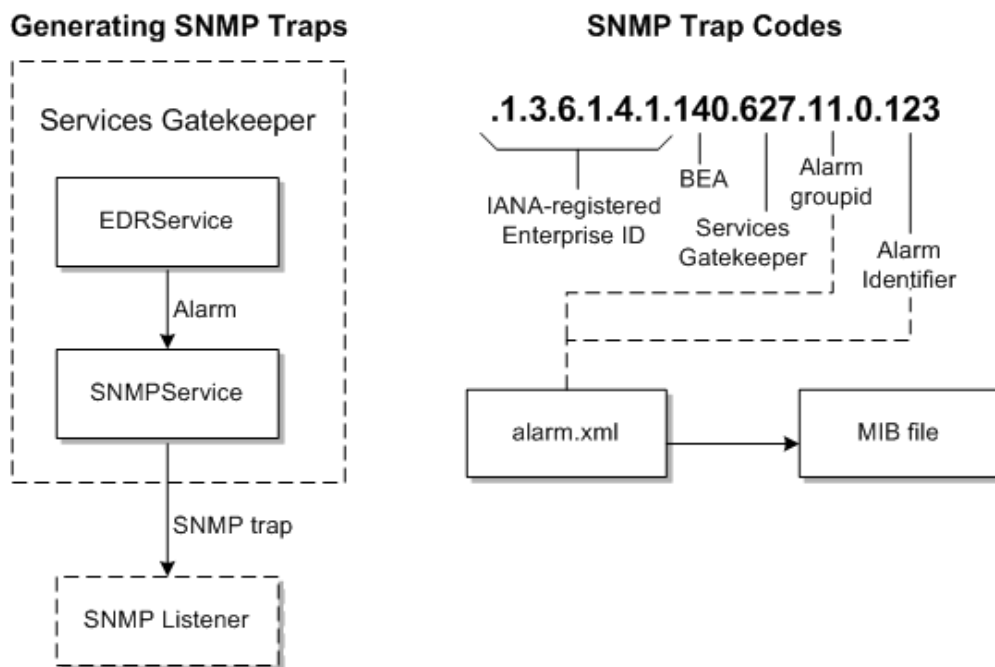 Generating SNMP Traps
Services Gatekeeper
EDRService
Alarm
SNMPService
SNMP trap
SNMP Listener
SNMP Trap Codes
.1.3.6.1.4.1.140.627.11.0.123
IANA-registered
Enterprise ID
BEA
Services
Gatekeeper
Alarm
groupid
Alarm
Identifier
alarm.xml
MIB file